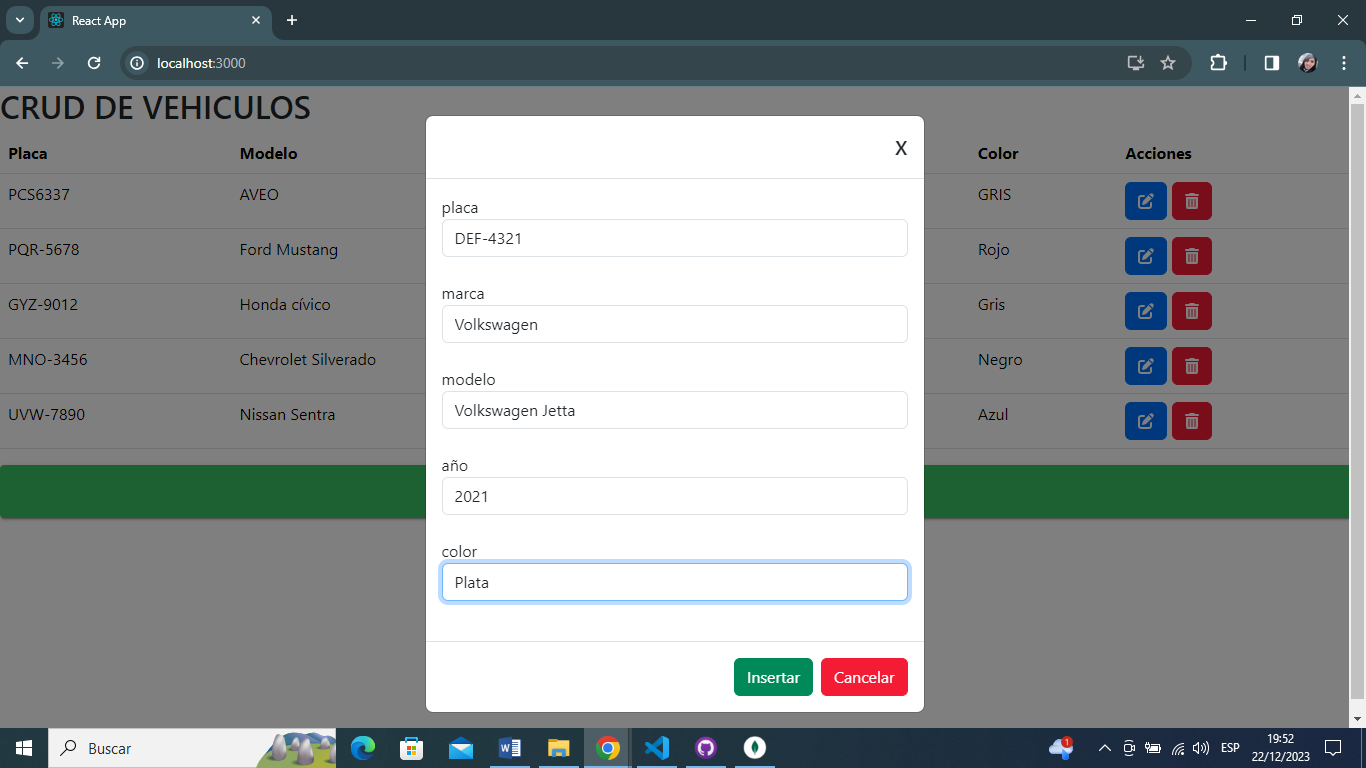 React App
localhost:3000
CRUD DE VEHICULOS
X
Placa Modelo Color Acciones
PCS6337 AVEO GRIS
PQR-5678 Ford Mustang Rojo
GYZ-9012 Honda cívico Gris
MNO-3456 Chevrolet Silverado Negro
UVW-7890 Nissan Sentra Azul
placa
DEF-4321
marca
Volkswagen
modelo
Volkswagen Jetta
año
2021
color
Plata
Insertar Cancelar
Buscar
1
ESP
19:52
22/12/2023